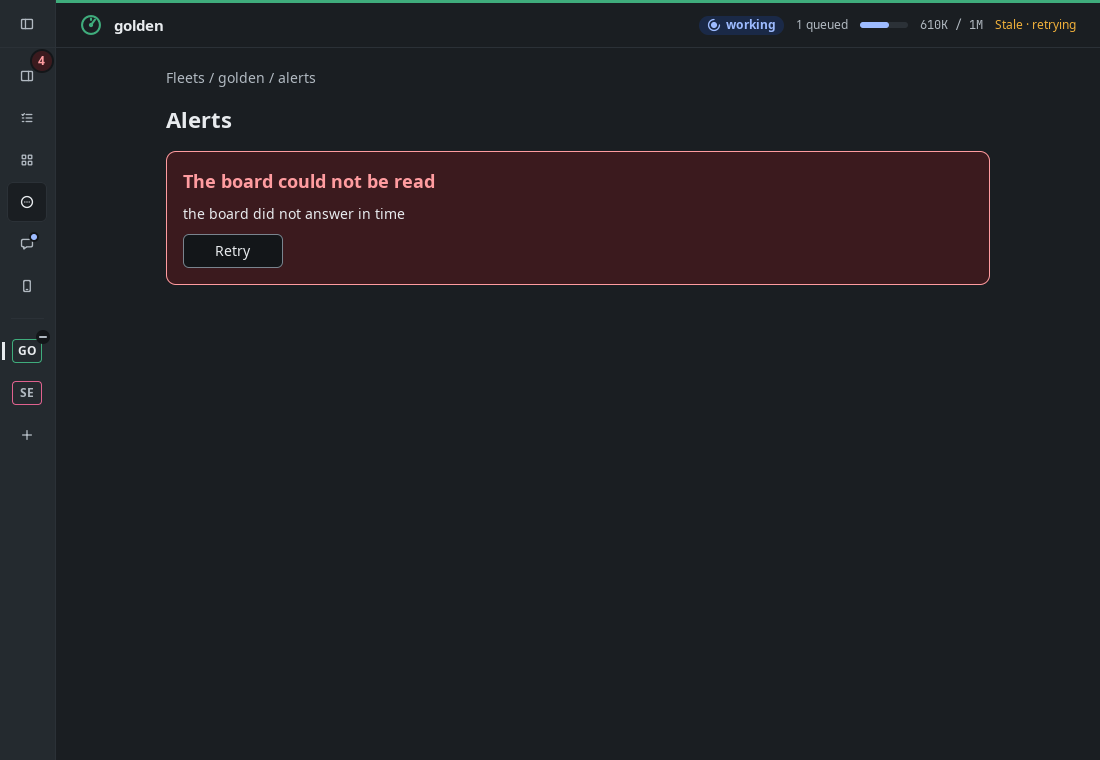 golden
working
1 queued
610K / 1M
Stale · retrying
4
Fleets / golden / alerts
Alerts
The board could not be read
the board did not answer in time
Retry
GO
SE